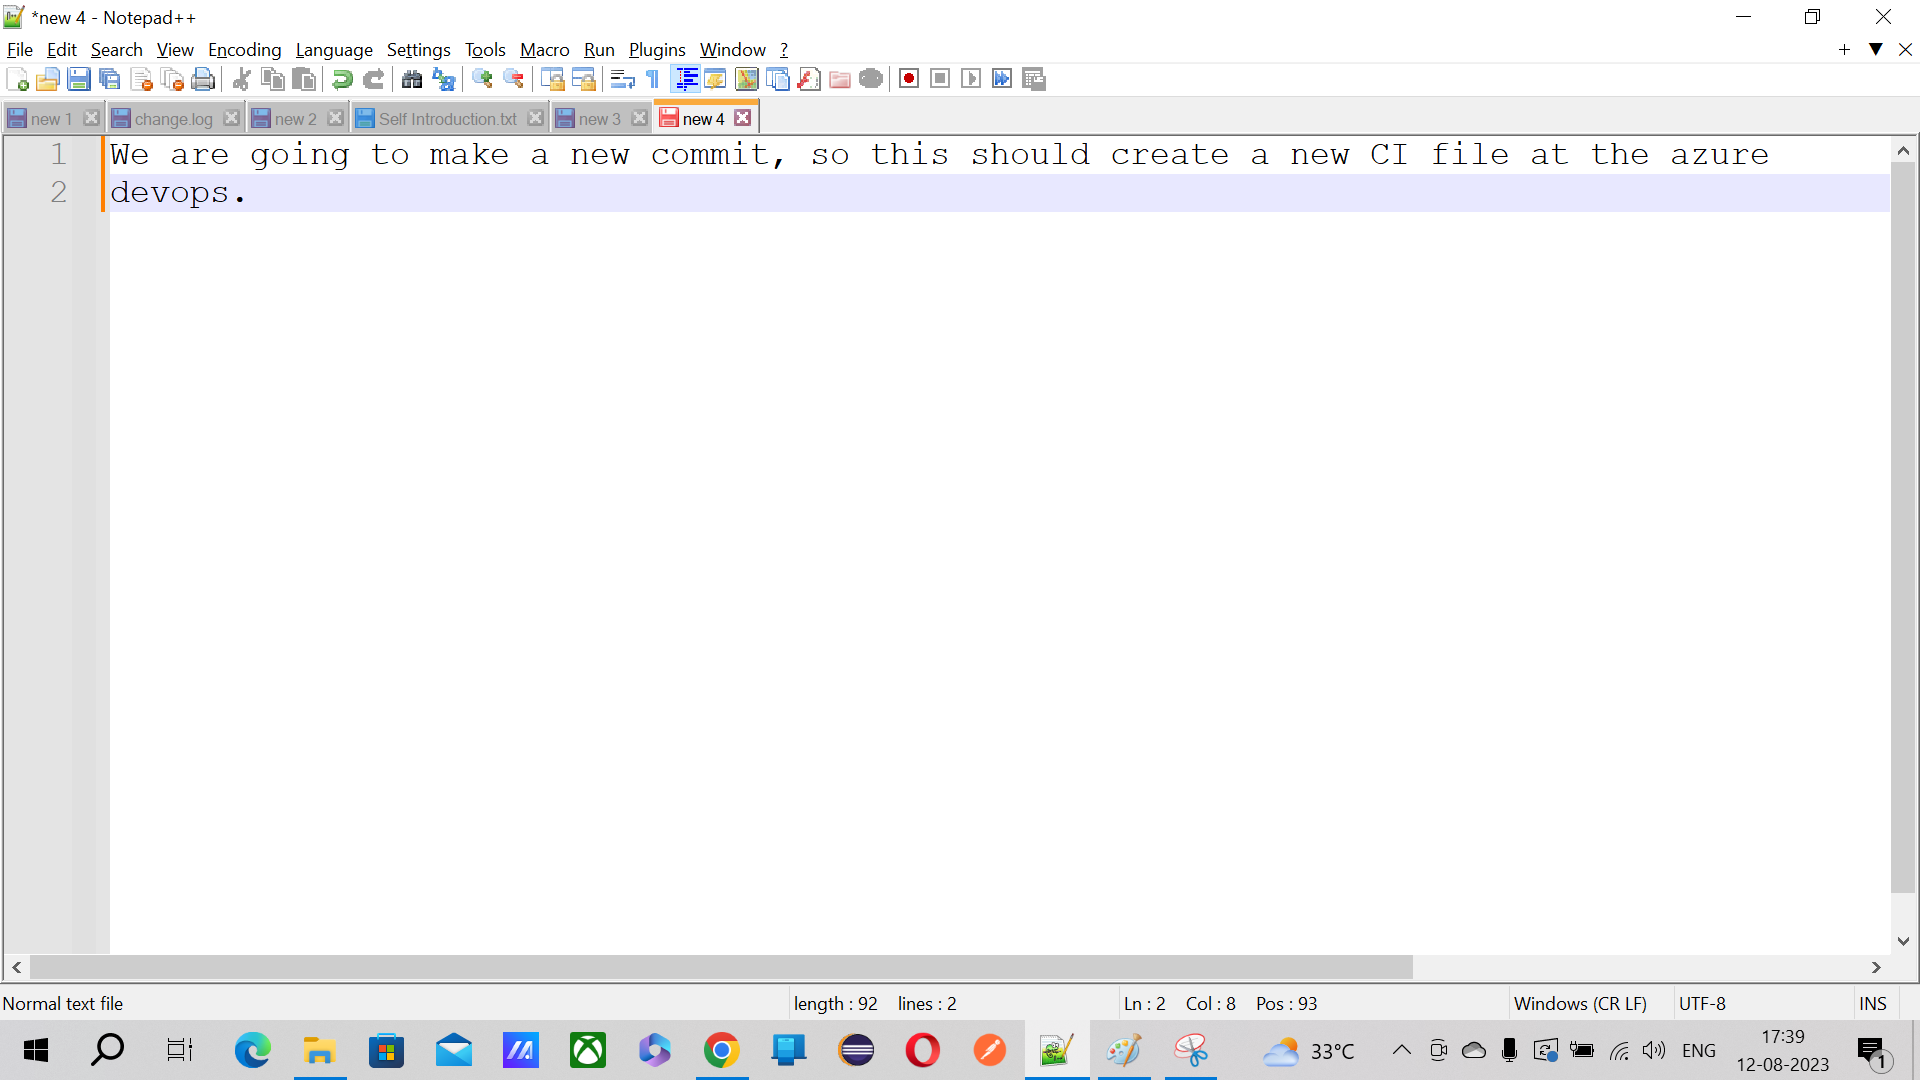 *new 4 - Notepad++
File Edit Search View Encoding Language Settings Tools Macro Run Plugins Window ?
new 1 change.log new 2 Self Introduction.txt new 3 new 4
1 We are going to make a new commit, so this should create a new CI file at the azure
2 devops.
Normal text file length : 92 lines : 2 Ln : 2 Col : 8 Pos : 93 Windows (CR LF) UTF-8 INS
33°C ENG 17:39
12-08-2023 1